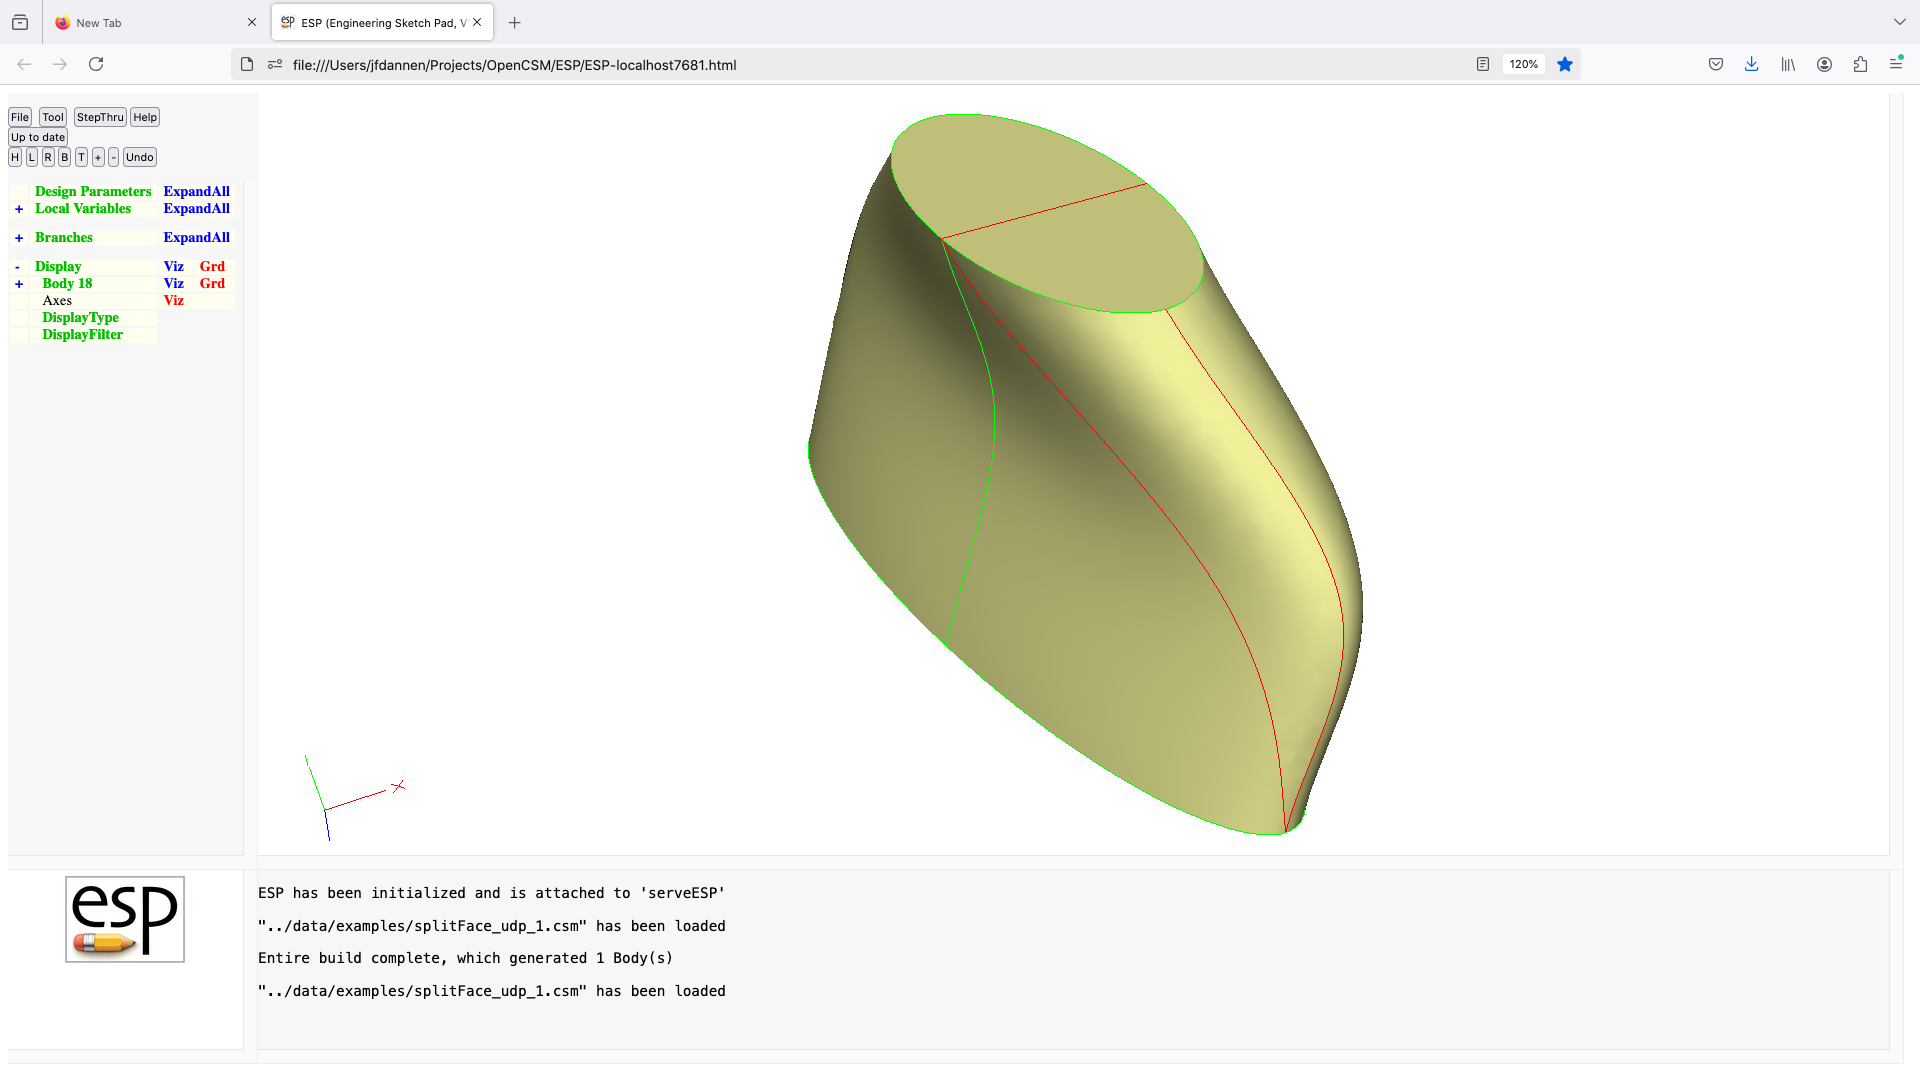 New Tab
ESP (Engineering Sketch Pad, V
file:///Users/jfdannen/Projects/OpenCSM/ESP/ESP-localhost7681.html
120%
File Tool StepThru Help
Up to date
H L R B T + - Undo
Design Parameters ExpandAll
+ Local Variables ExpandAll
+ Branches ExpandAll
- Display Viz Grd
+ Body 18 Viz Grd
Axes Viz
DisplayType
DisplayFilter
X
esp
ESP has been initialized and is attached to 'serveESP'
"../data/examples/splitFace_udp_1.csm" has been loaded
Entire build complete, which generated 1 Body(s)
"../data/examples/splitFace_udp_1.csm" has been loaded